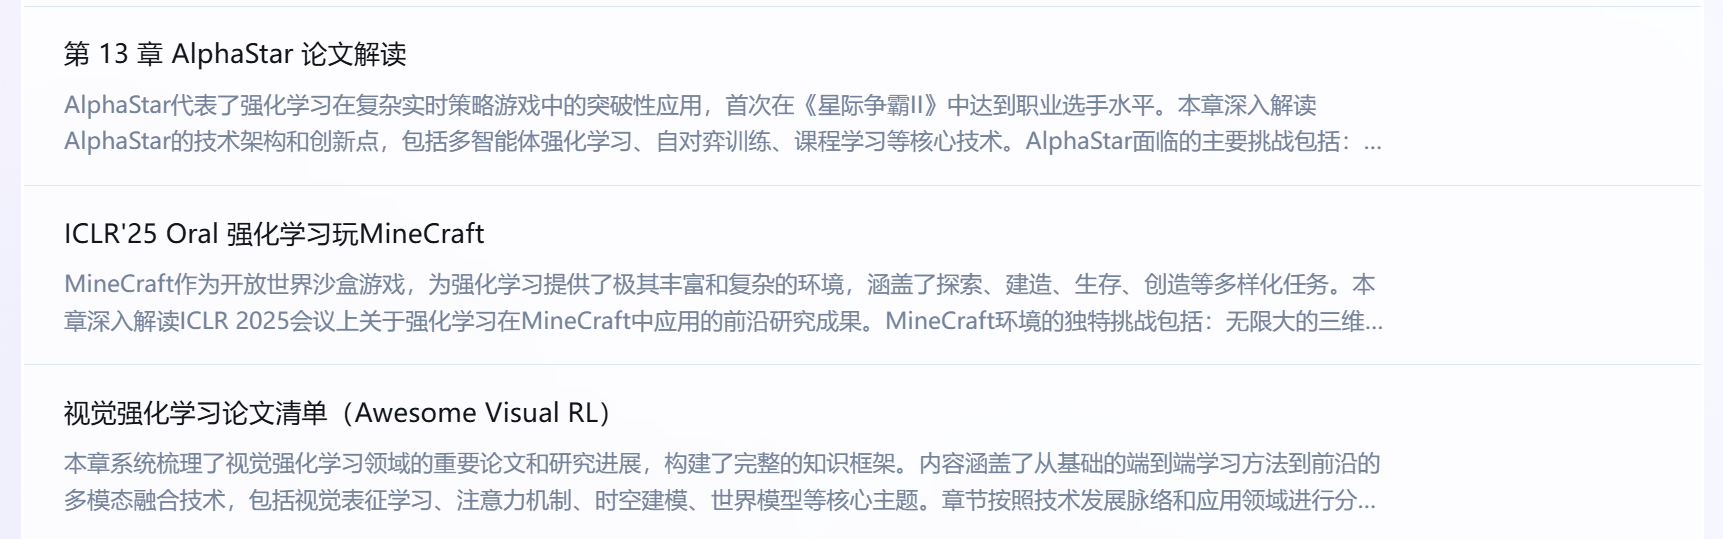 第 13 章 AlphaStar 论文解读
AlphaStar代表了强化学习在复杂实时策略游戏中的突破性应用，首次在《星际争霸II》中达到职业选手水平。本章深入解读
AlphaStar的技术架构和创新点，包括多智能体强化学习、自对弈训练、课程学习等核心技术。AlphaStar面临的主要挑战包括：...
ICLR'25 Oral 强化学习玩MineCraft
MineCraft作为开放世界沙盒游戏，为强化学习提供了极其丰富和复杂的环境，涵盖了探索、建造、生存、创造等多样化任务。本
章深入解读ICLR 2025会议上关于强化学习在MineCraft中应用的前沿研究成果。MineCraft环境的独特挑战包括：无限大的三维...
视觉强化学习论文清单（Awesome Visual RL）
本章系统梳理了视觉强化学习领域的重要论文和研究进展，构建了完整的知识框架。内容涵盖了从基础的端到端学习方法到前沿的
多模态融合技术，包括视觉表征学习、注意力机制、时空建模、世界模型等核心主题。章节按照技术发展脉络和应用领域进行分...